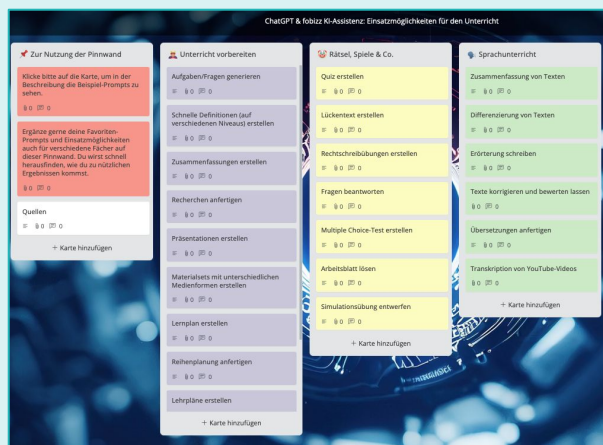 ChatGPT & fobizz KI-Assistenz: Einsatzmöglichkeiten für den Unterricht
Zur Nutzung der Pinnwand
Klicke bitte auf die Karte, um in der
Beschreibung die Beispiel-Prompts zu
sehen.
0 0
Ergänze gerne deine Favoriten-
Prompts und Einsatzmöglichkeiten
auch für verschiedene Fächer auf
dieser Pinnwand. Du wirst schnell
herausfinden, wie du zu nützlichen
Ergebnissen kommst.
0 0
Quellen
0 0
+ Karte hinzufügen
Unterricht vorbereiten
Aufgaben/Fragen generieren
0 0
Schnelle Definitionen (auf
verschiedenen Niveaus) erstellen
0 0
Zusammenfassungen erstellen
0 0
Recherchen anfertigen
0 0
Präsentationen erstellen
0 0
Materialsets mit unterschiedlichen
Medienformen erstellen
0 0
Lernplan erstellen
0 0
Reihenplanung anfertigen
0 0
Lehrpläne erstellen
+ Karte hinzufügen
Rätsel, Spiele & Co.
Quiz erstellen
0 0
Lückentext erstellen
0 0
Rechtschreibübungen erstellen
0 0
Fragen beantworten
0 0
Multiple Choice-Test erstellen
0 0
Arbeitsblatt lösen
0 0
Simulationsübung entwerfen
0 0
+ Karte hinzufügen
Sprachunterricht
Zusammenfassung von Texten
0 0
Differenzierung von Texten
0 0
Erörterung schreiben
0 0
Texte korrigieren und bewerten lassen
0 0
Übersetzungen anfertigen
0 0
Transkription von YouTube-Videos
0 0
+ Karte hinzufügen